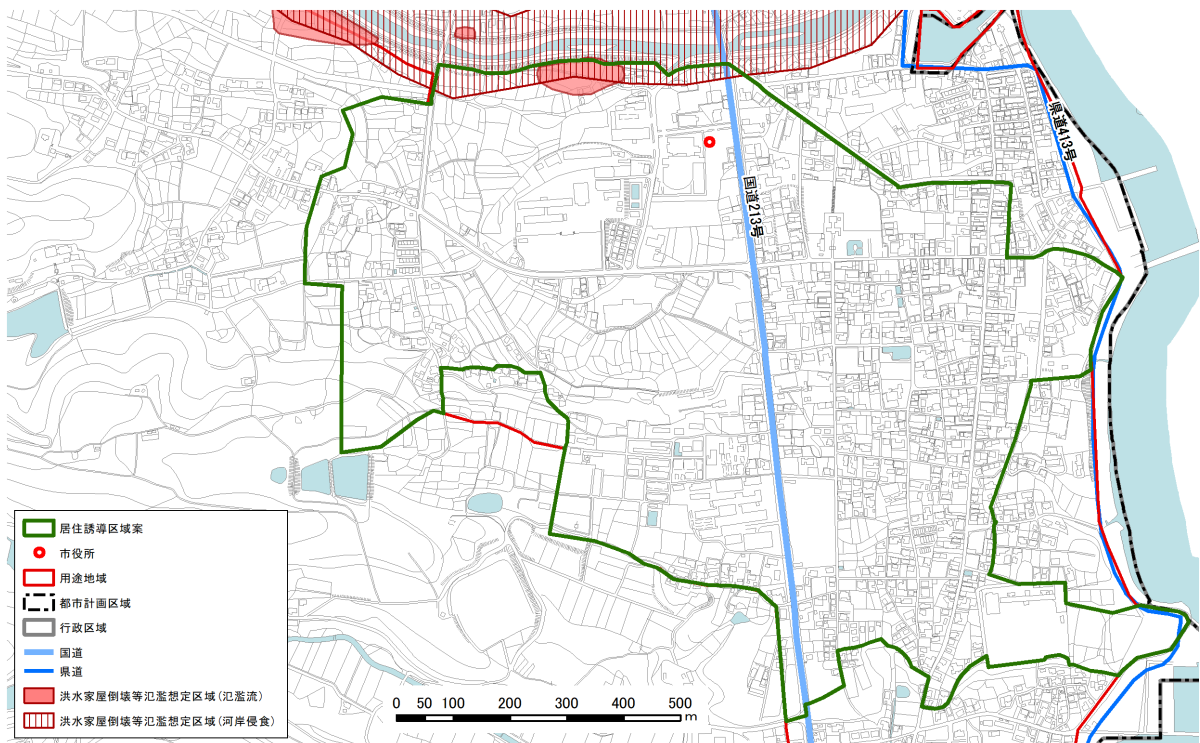 県道413号
国道213号
居住誘導区域案
市役所
用途地域
都市計画区域
行政区域
国道
県道
洪水家屋倒壊等氾濫想定区域(氾濫流)
洪水家屋倒壊等氾濫想定区域(河岸侵食)
0 50 100 200 300 400 500
m